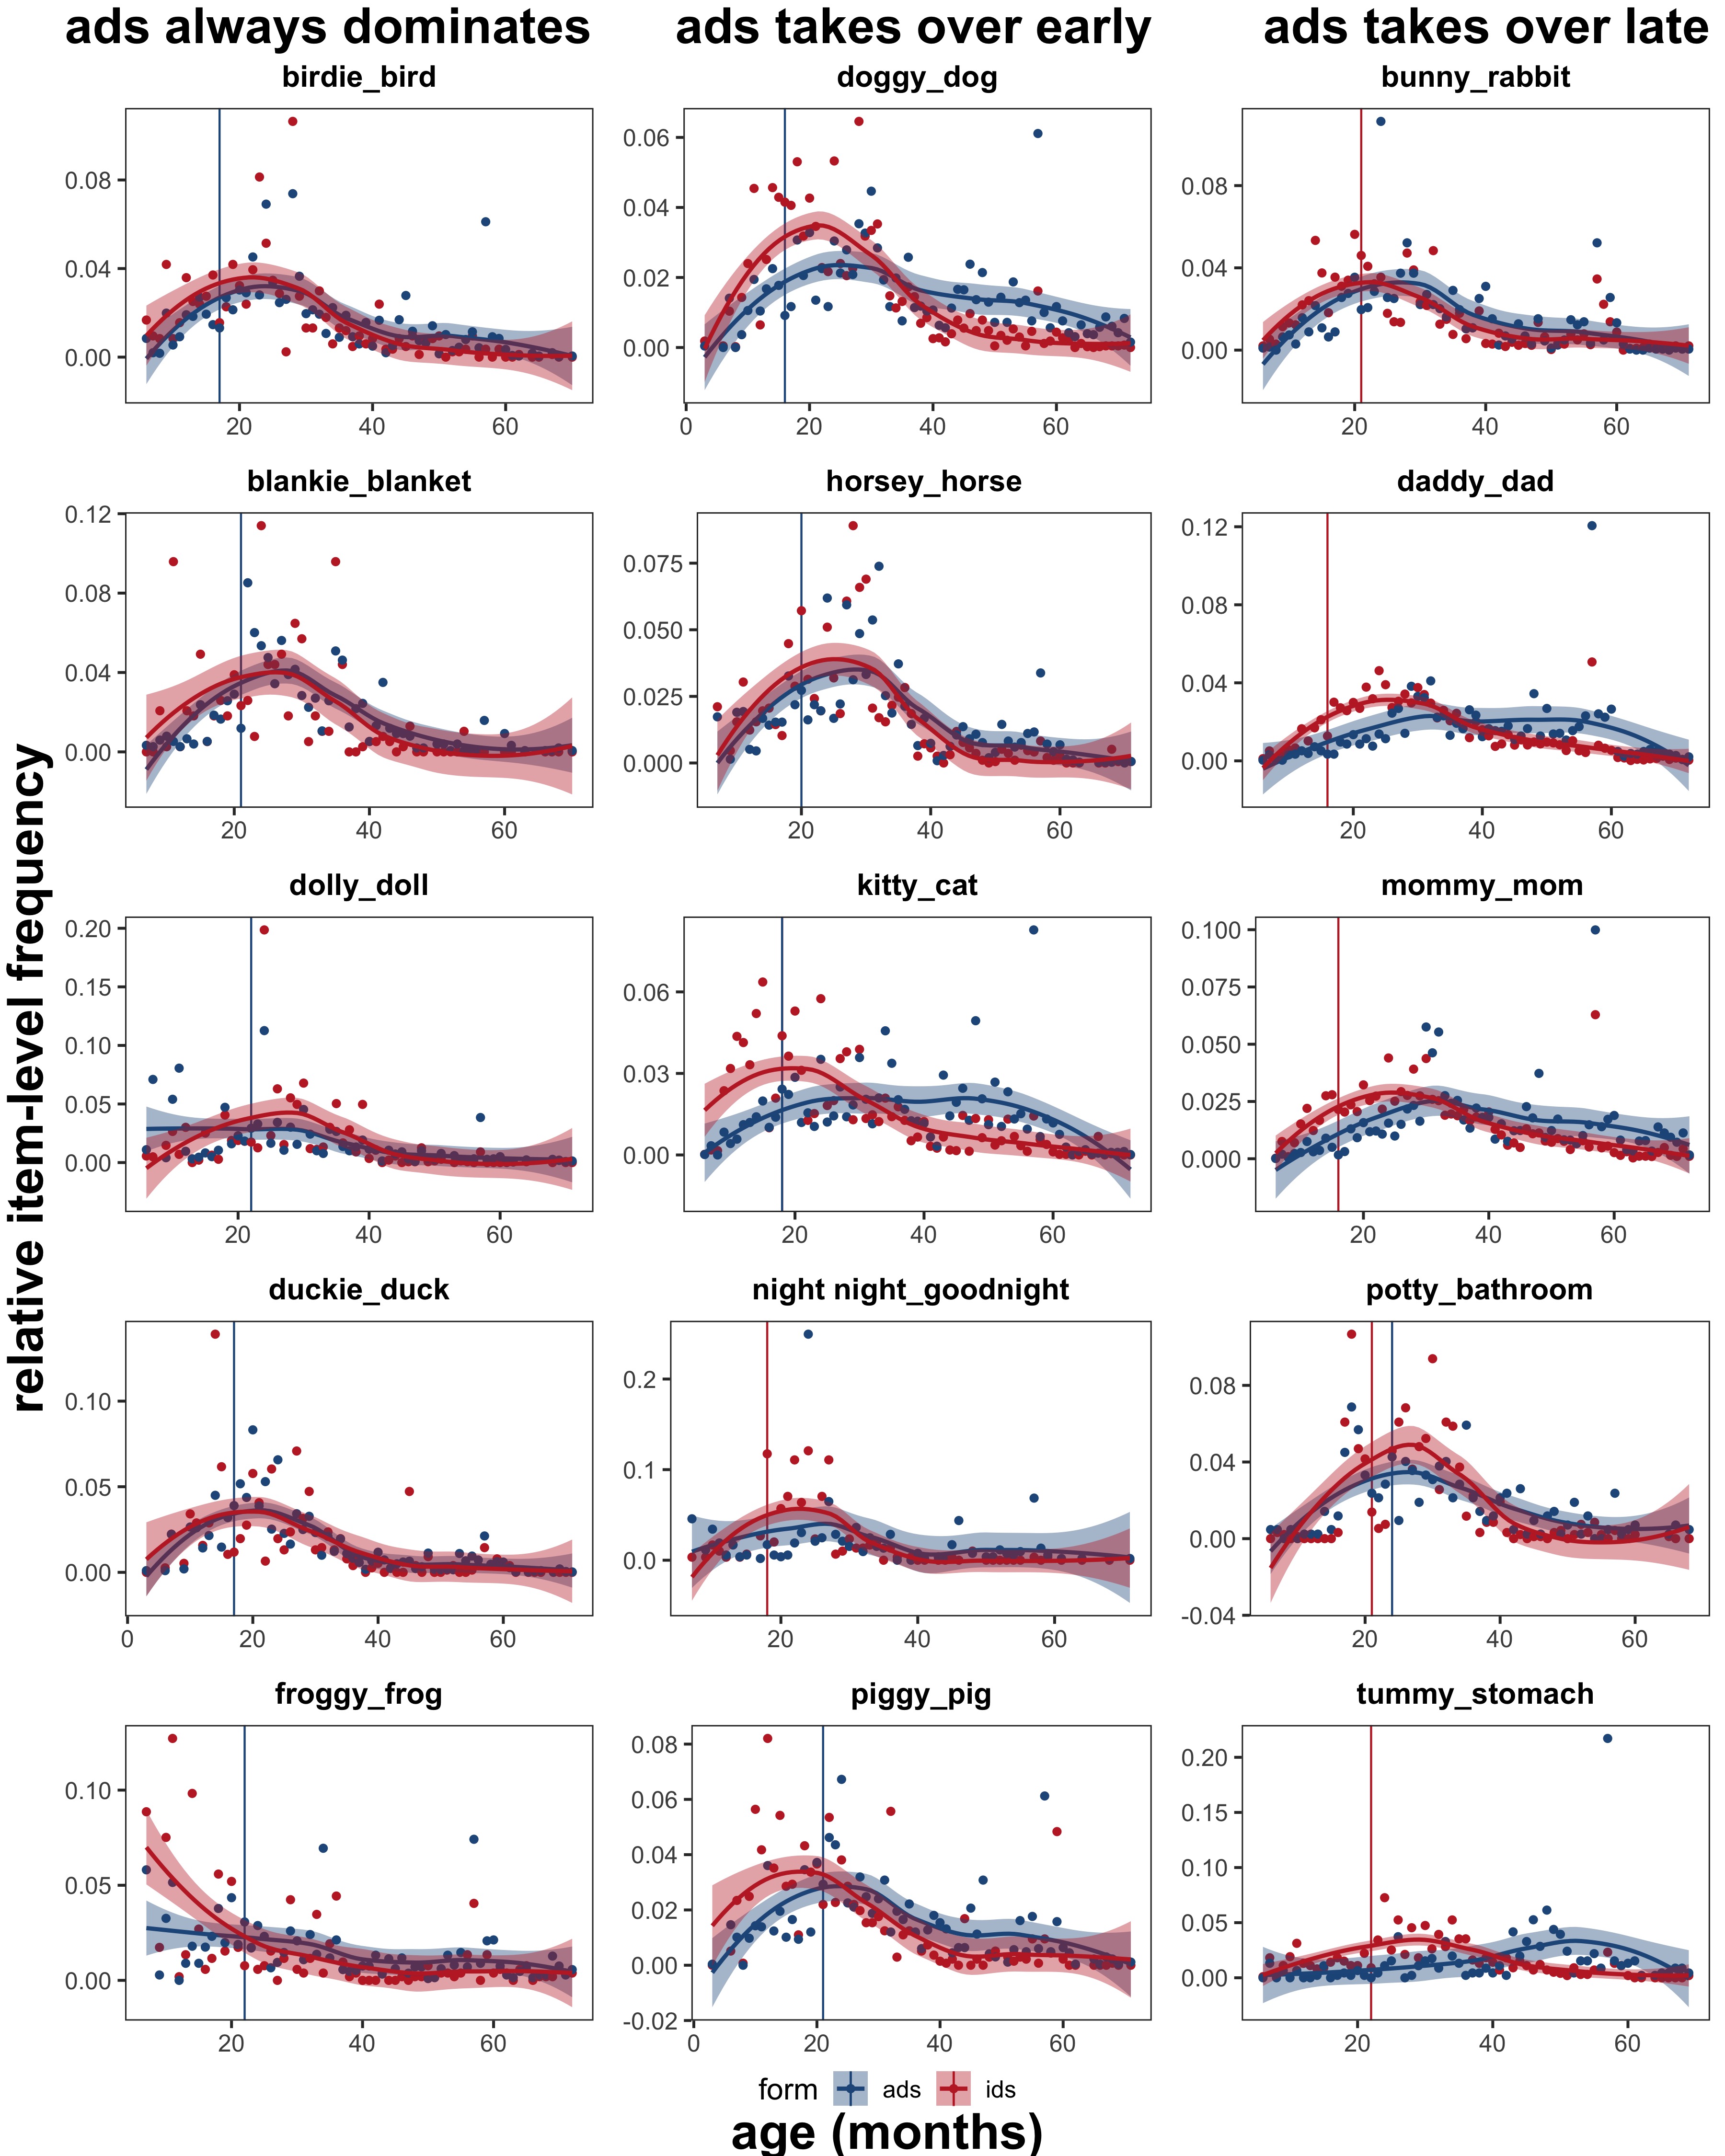 ads always dominates ads takes over early ads takes over late
birdie_bird doggy_dog bunny_rabbit
0.08
0.04
0.00
20 40 60
0.06
0.04
0.02
0.00
0 20 40 60
0.08
0.04
0.00
20 40 60
blankie_blanket horsey_horse daddy_dad
0.12
0.08
0.04
0.00
20 40 60
0.075
0.050
0.025
0.000
20 40 60
0.12
0.08
0.04
0.00
20 40 60
dolly_doll kitty_cat mommy_mom
0.20
0.15
0.10
0.05
0.00
20 40 60
0.06
0.03
0.00
20 40 60
0.100
0.075
0.050
0.025
0.000
20 40 60
duckie_duck night night_goodnight potty_bathroom
0.10
0.05
0.00
0 20 40 60
0.2
0.1
0.0
20 40 60
0.08
0.04
0.00
-0.04
20 40 60
froggy_frog piggy_pig tummy_stomach
0.10
0.05
0.00
20 40 60
0.08
0.06
0.04
0.02
0.00
-0.02
0 20 40 60
0.20
0.15
0.10
0.05
0.00
20 40 60
relative item-level frequency
form ads ids
age (months)